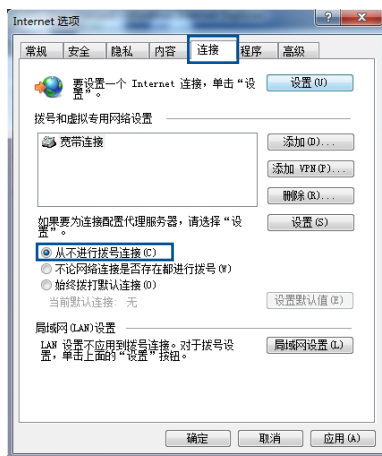 Internet 选项
常规 安全 隐私 内容 连接 程序 高级
要设置一个 Internet 连接，单击“设
置”。
设置(U)
拨号和虚拟专用网络设置
宽带连接
添加(D)...
添加 VPN(P)...
删除(R)...
如果要为连接配置代理服务器，请选择“设
置”。
设置(S)
从不进行拨号连接(C)
不论网络连接是否存在都进行拨号(W)
始终拨打默认连接(O)
当前默认连接: 无
设置默认值(E)
局域网(LAN)设置
LAN 设置不应用到拨号连接。对于拨号设
置，单击上面的“设置”按钮。
局域网设置(L)
确定 取消 应用(A)